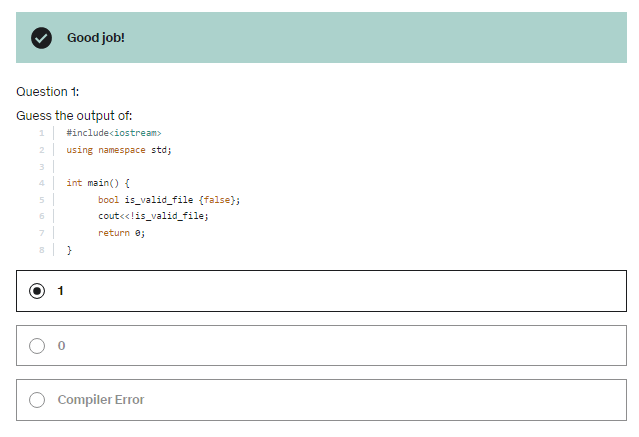 Good job!
Question 1:
Guess the output of:
1 #include<iostream>
2 using namespace std;
3
4 int main() {
5 bool is_valid_file {false};
6 cout<<!is_valid_file;
7 return 0;
8 }
1
0
Compiler Error